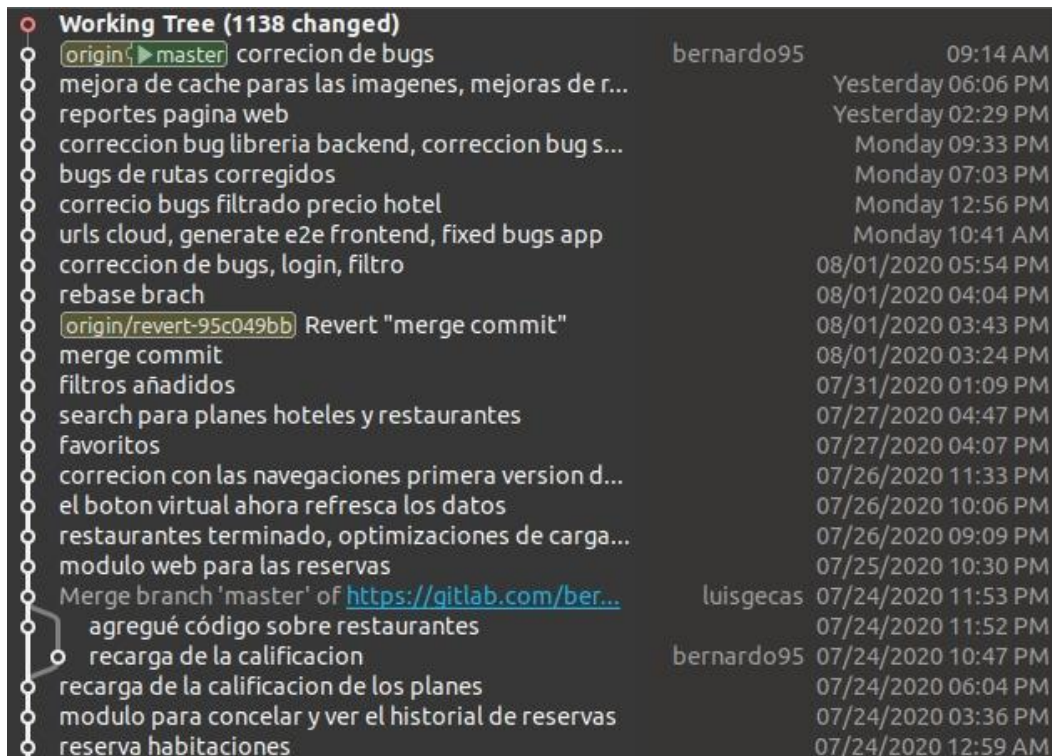 Working Tree (1138 changed)
origin master correcion de bugs bernardo95 09:14 AM
mejora de cache paras las imagenes, mejoras de r... Yesterday 06:06 PM
reportes pagina web Yesterday 02:29 PM
correccion bug libreria backend, correccion bug s... Monday 09:33 PM
bugs de rutas corregidos Monday 07:03 PM
correcio bugs filtrado precio hotel Monday 12:56 PM
urls cloud, generate e2e frontend, fixed bugs app Monday 10:41 AM
correccion de bugs, login, filtro 08/01/2020 05:54 PM
rebase brach 08/01/2020 04:04 PM
origin/revert-95c049bb Revert "merge commit" 08/01/2020 03:43 PM
merge commit 08/01/2020 03:24 PM
filtros añadidos 07/31/2020 01:09 PM
search para planes hoteles y restaurantes 07/27/2020 04:47 PM
favoritos 07/27/2020 04:07 PM
correcion con las navegaciones primera version d... 07/26/2020 11:33 PM
el boton virtual ahora refresca los datos 07/26/2020 10:06 PM
restaurantes terminado, optimizaciones de carga... 07/26/2020 09:09 PM
modulo web para las reservas 07/25/2020 10:30 PM
Merge branch 'master' of https://gitlab.com/ber... luisgecas 07/24/2020 11:53 PM
agregué código sobre restaurantes 07/24/2020 11:52 PM
recarga de la calificacion bernardo95 07/24/2020 10:47 PM
recarga de la calificacion de los planes 07/24/2020 06:04 PM
modulo para concelar y ver el historial de reservas 07/24/2020 03:36 PM
reserva habitaciones 07/24/2020 12:59 AM